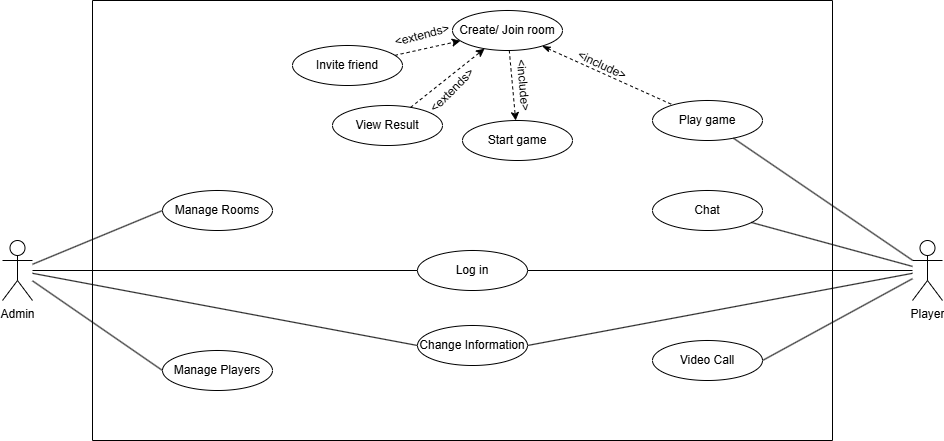 Create/ Join room
<extends>
Invite friend
<include>
<include>
<extends>
View Result
Start game
Play game
Manage Rooms
Chat
Log in
Admin
Player
Change Information
Manage Players
Video Call